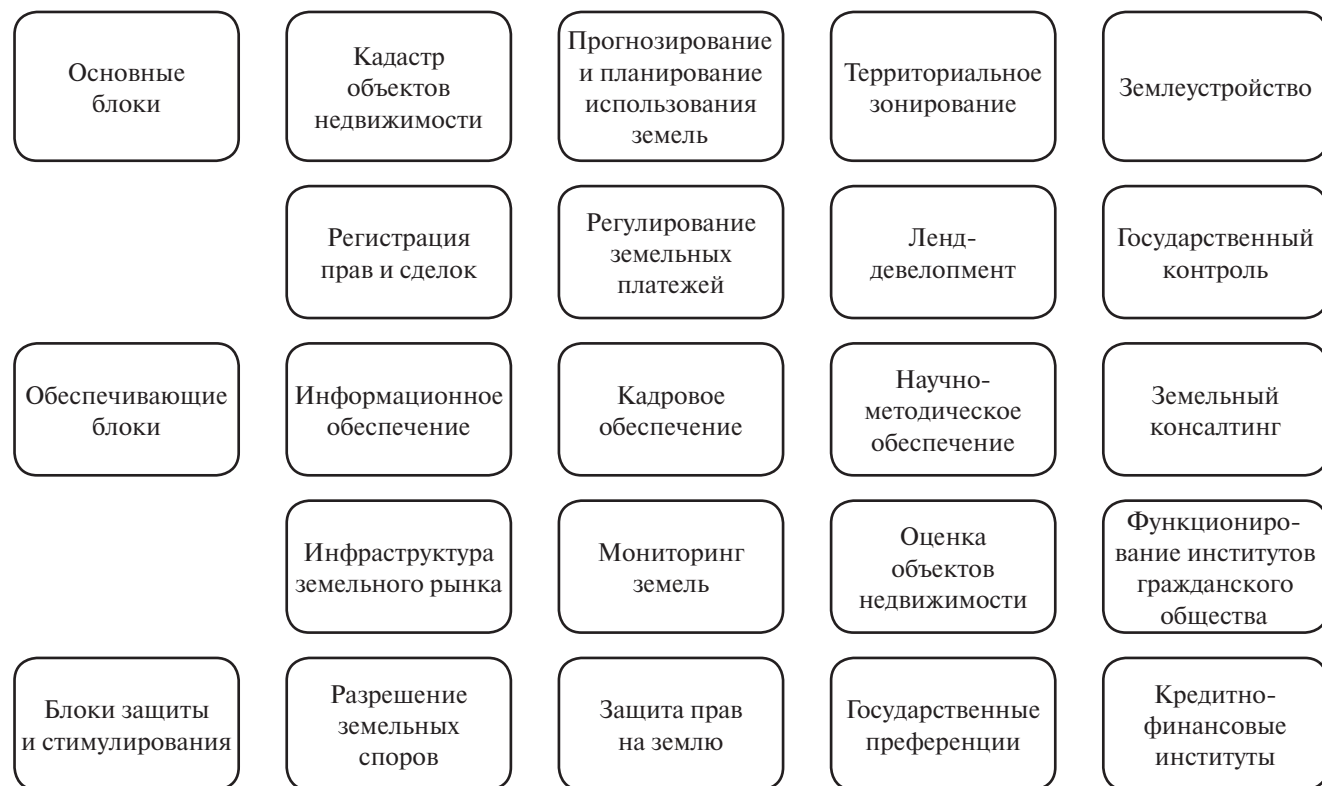 Основные
блоки
Кадастр
объектов
недвижимости
Прогнозирование
и планирование
использования
земель
Территориальное
зонирование
Землеустройство
Регистрация
прав и сделок
Регулирование
земельных
платежей
Ленд-
девелопмент
Государственный
контроль
Обеспечивающие
блоки
Информационное
обеспечение
Кадровое
обеспечение
Научно-
методическое
обеспечение
Земельный
консалтинг
Инфраструктура
земельного рынка
Мониторинг
земель
Оценка
объектов
недвижимости
Функциониро-
вание институтов
гражданского
общества
Блоки защиты
и стимулирования
Разрешение
земельных
споров
Защита прав
на землю
Государственные
преференции
Кредитно-
финансовые
институты